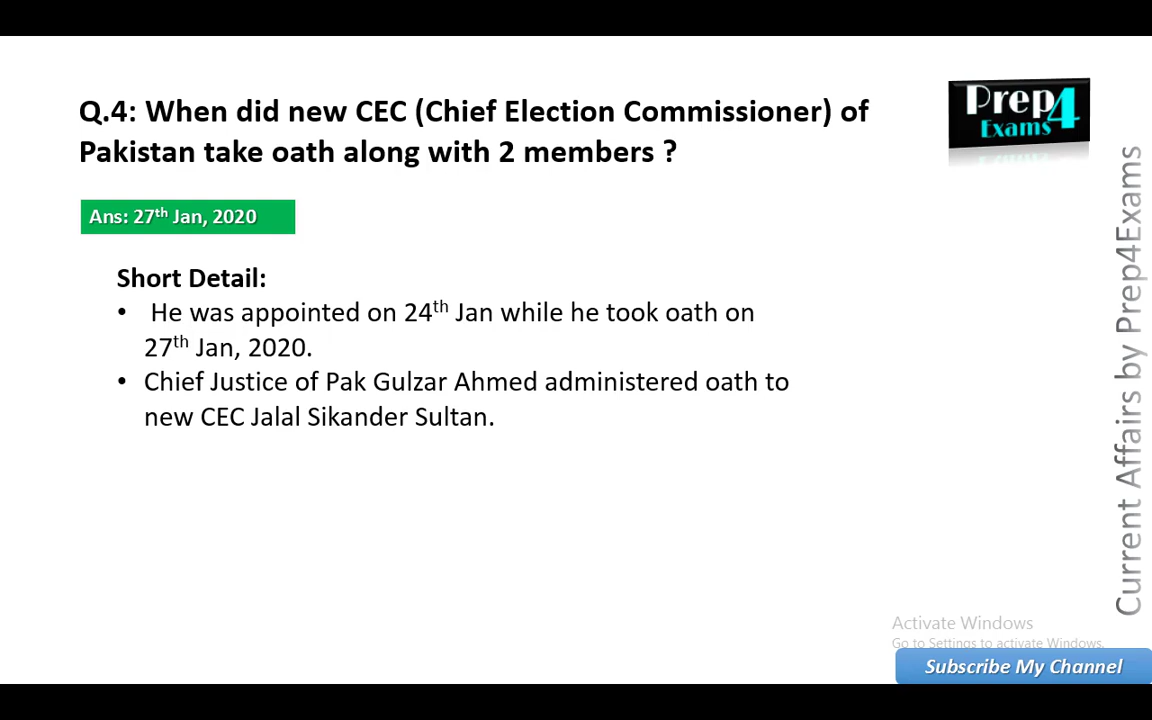 Q.4: When did new CEC (Chief Election Commissioner) of
Pakistan take oath along with 2 members ?
Prep4
Exams
Ans: 27th Jan, 2020
Short Detail:
• He was appointed on 24th Jan while he took oath on
27th Jan, 2020.
• Chief Justice of Pak Gulzar Ahmed administered oath to
new CEC Jalal Sikander Sultan.
Current Affairs by Prep4Exams
Activate Windows
Go to Settings to activate Windows.
Subscribe My Channel